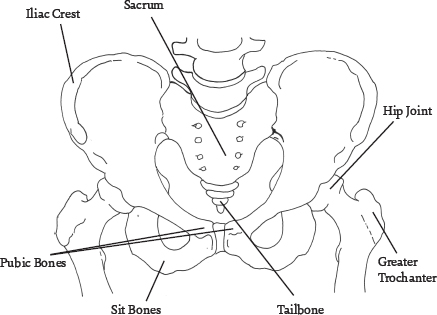 Sacrum
Iliac Crest
Hip Joint
Pubic Bones
Greater
Trochanter
Sit Bones
Tailbone